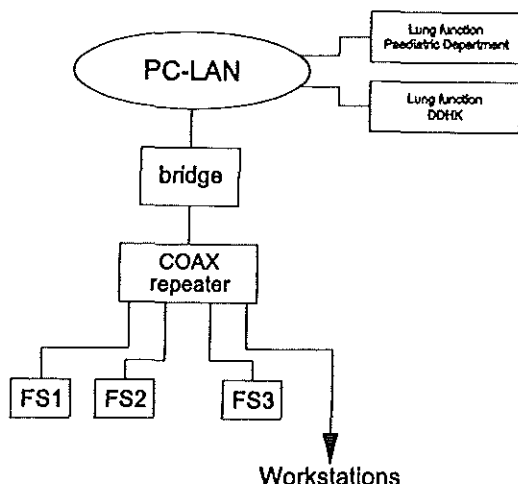 Lung function
Paediatric Department
PC-LAN
Lung function
DDHK
bridge
COAX
repeater
FS1
FS2
FS3
Workstations